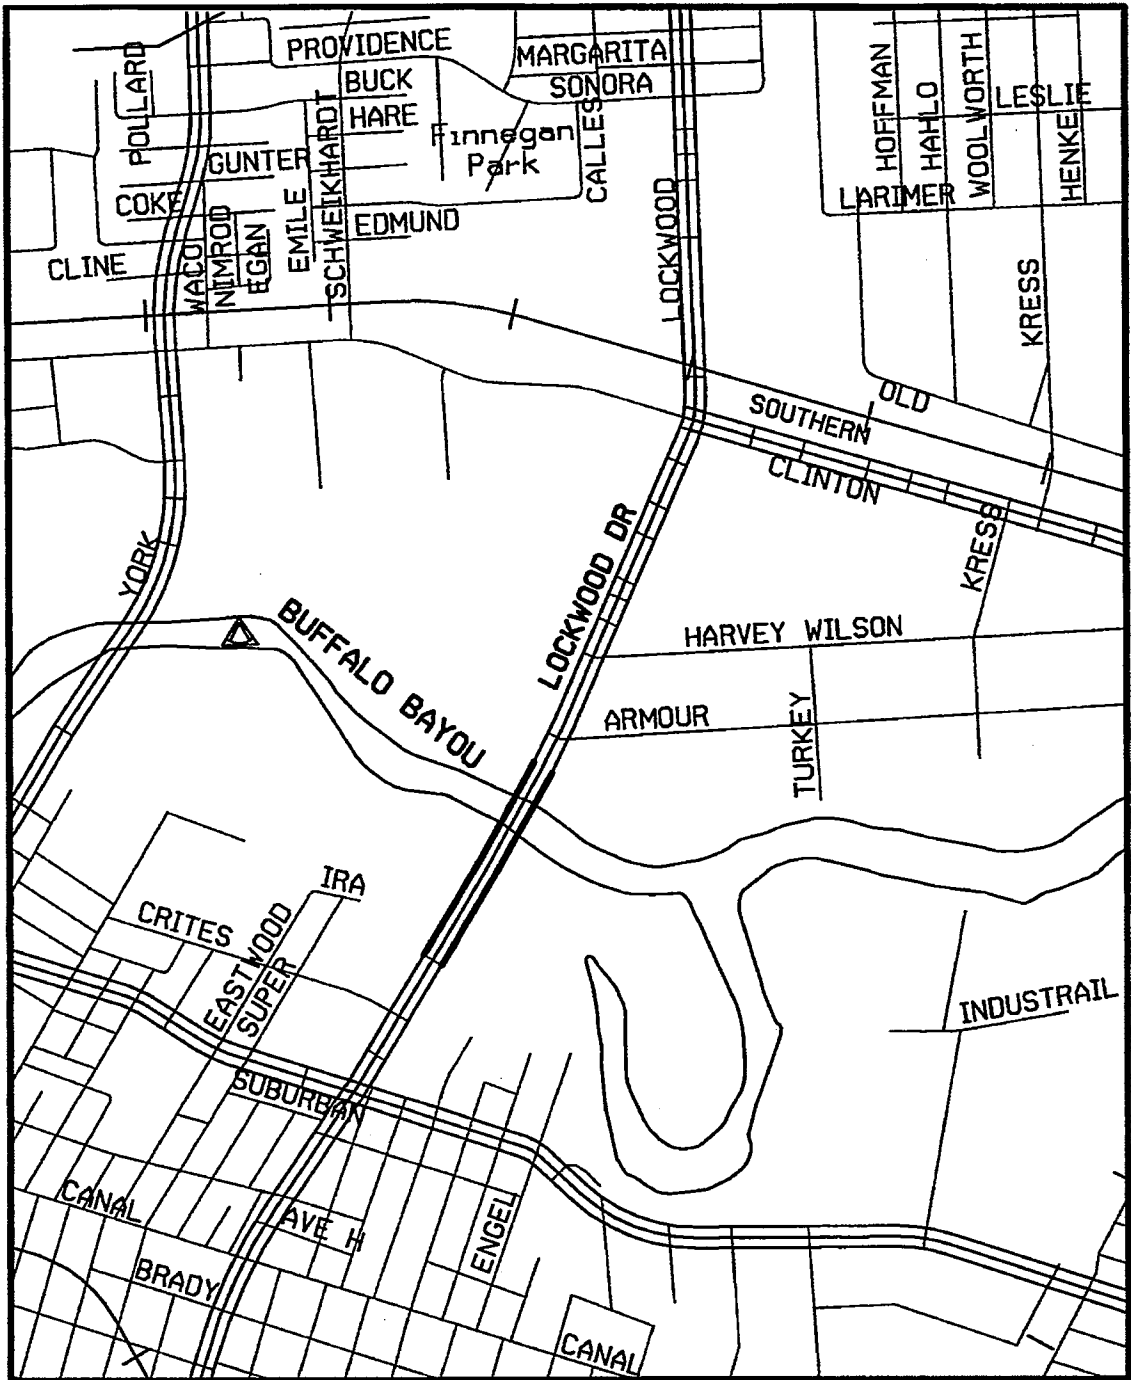 PROVIDENCE
MARGARITA
POLLARD
BUCK
SONORA
HOFFMAN
HAHLO
WOOLWORTH
LESLIE
HARE
SCHWEIKHARDT
Finnegan
Park
CALLES
HENKE
GUNTER
COKE
EMILE
LARIMER
LOCKWOOD
NIMROD
EGAN
EDMUND
CLINE
WACO
KRESS
OLD
SOUTHERN
CLINTON
KRESS
YORK
LOCKWOOD DR
BUFFALO BAYOU
HARVEY WILSON
ARMOUR
TURKEY
IRA
CRITES
EASTWOOD
SUPER
INDUSTRAIL
SUBURBAN
CANAL
AVE H
ENGEL
BRADY
CANAL